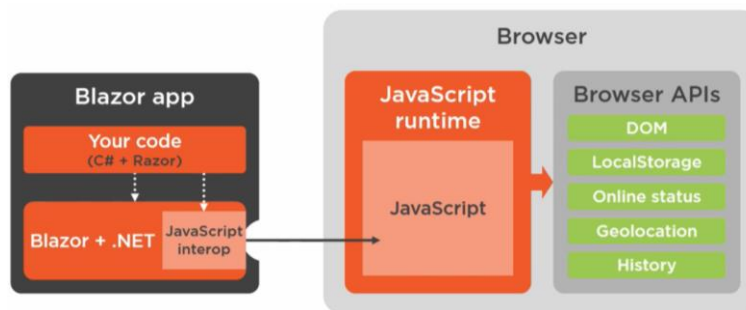 Browser
Blazor app
Your code
(C# + Razor)
Blazor + .NET
JavaScript
interop
JavaScript
runtime
JavaScript
Browser APIs
DOM
LocalStorage
Online status
Geolocation
History